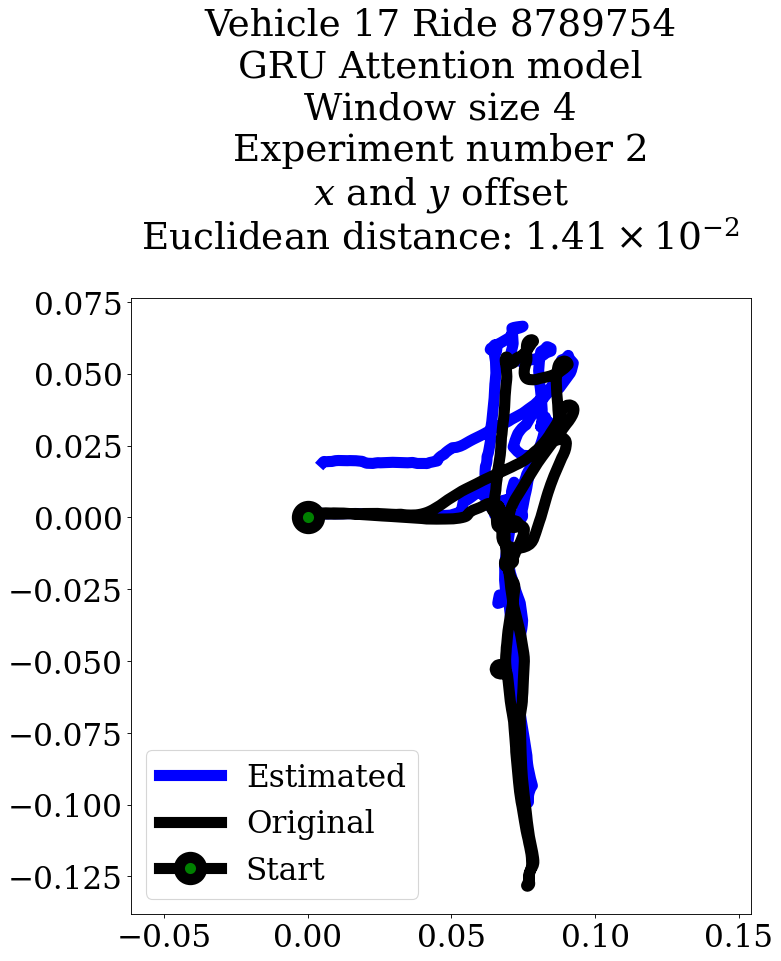 Vehicle 17 Ride 8789754
GRU Attention model
Window size 4
Experiment number 2
x and y offset
Euclidean distance: 1.41 × 10⁻²
0.075
0.050
0.025
0.000
−0.025
−0.050
−0.075
−0.100
−0.125
Estimated
Original
Start
−0.05 0.00 0.05 0.10 0.15